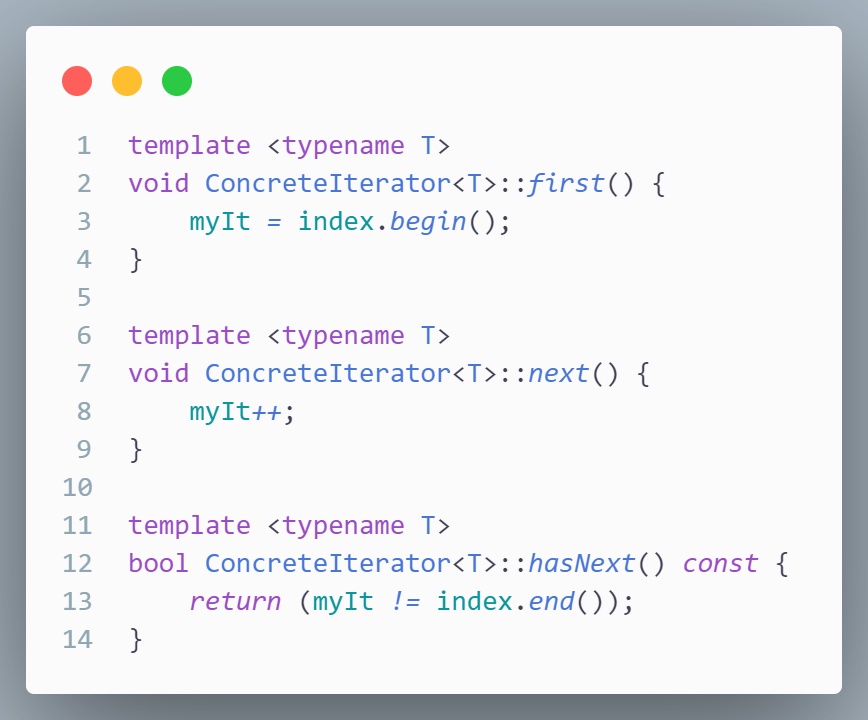 1 template <typename T>
2 void ConcreteIterator<T>::first() {
3     myIt = index.begin();
4 }
5
6 template <typename T>
7 void ConcreteIterator<T>::next() {
8     myIt++;
9 }
10
11 template <typename T>
12 bool ConcreteIterator<T>::hasNext() const {
13     return (myIt != index.end());
14 }